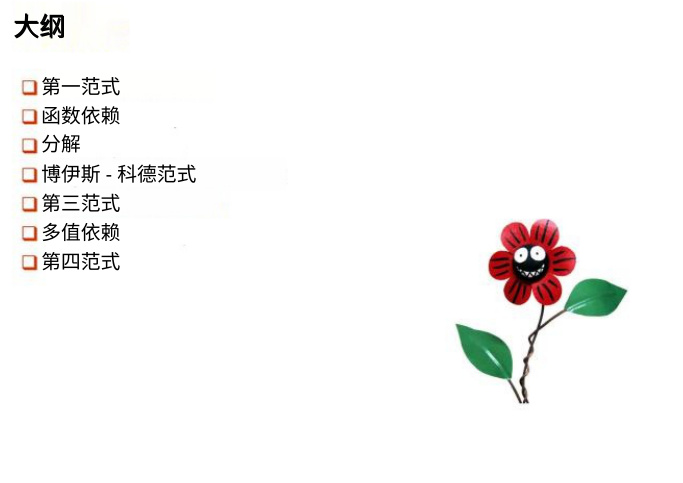 大纲
第一范式
函数依赖
分解
博伊斯 - 科德范式
第三范式
多值依赖
第四范式